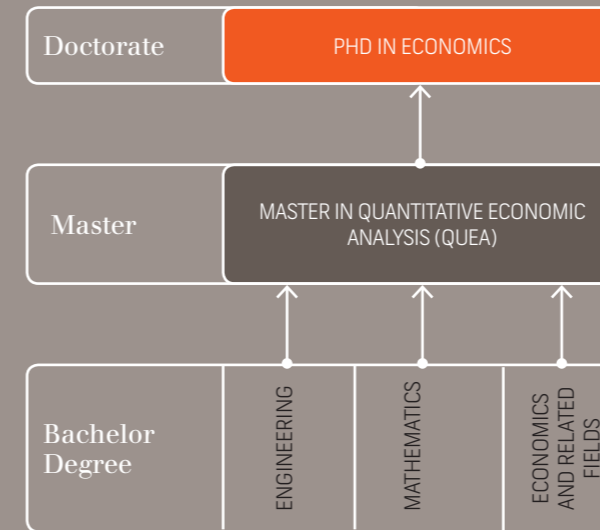 Doctorate
PHD IN ECONOMICS
Master
MASTER IN QUANTITATIVE ECONOMIC
ANALYSIS (QUEA)
Bachelor
Degree
ENGINEERING
MATHEMATICS
ECONOMICS
AND RELATED
FIELDS